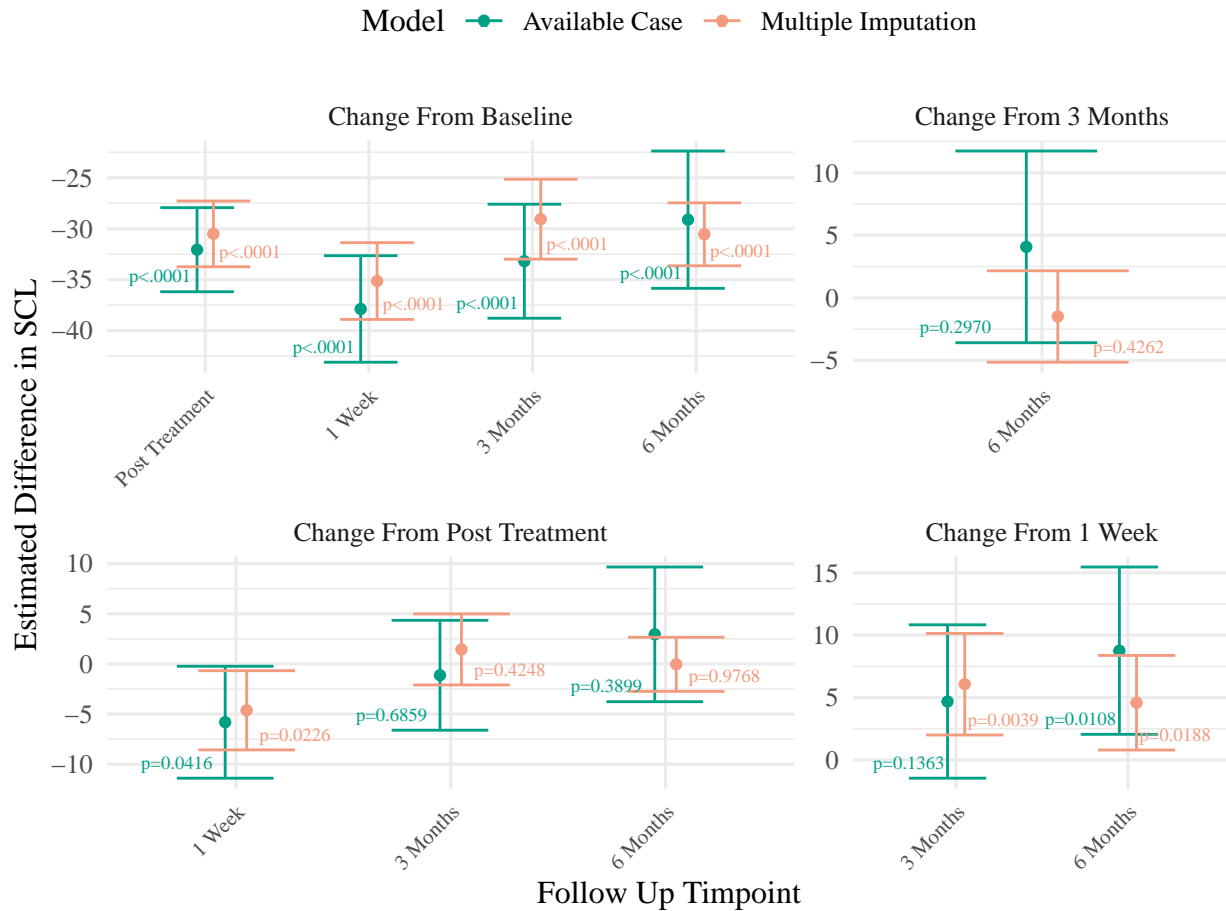 Model Available Case Multiple Imputation
Estimated Difference in SCL
Change From Baseline
−25
−30
−35
−40
p<.0001
p<.0001
p<.0001
p<.0001
p<.0001
p<.0001
p<.0001
p<.0001
Post Treatment
1 Week
3 Months
6 Months
Change From 3 Months
10
5
0
−5
p=0.2970
p=0.4262
6 Months
Change From Post Treatment
10
5
0
−5
−10
p=0.0416
p=0.0226
p=0.6859
p=0.4248
p=0.3899
p=0.9768
1 Week
3 Months
6 Months
Change From 1 Week
15
10
5
0
p=0.1363
p=0.0039
p=0.0108
p=0.0188
3 Months
6 Months
Follow Up Timpoint